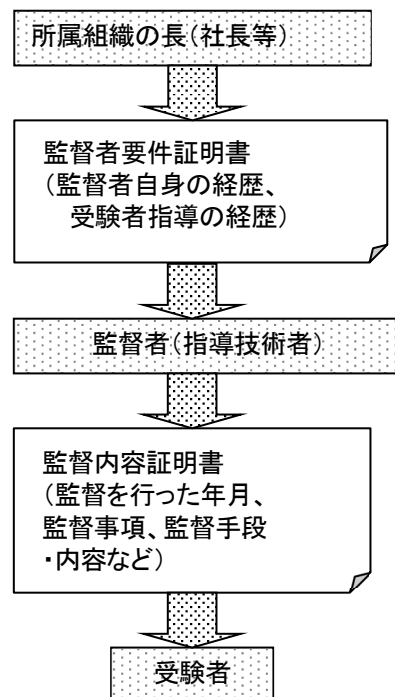 所属組織の長（社長等）
監督者要件証明書
（監督者自身の経歴、
受験者指導の経歴）
監督者（指導技術者）
監督内容証明書
（監督を行った年月、
監督事項、監督手段
・内容など）
受験者